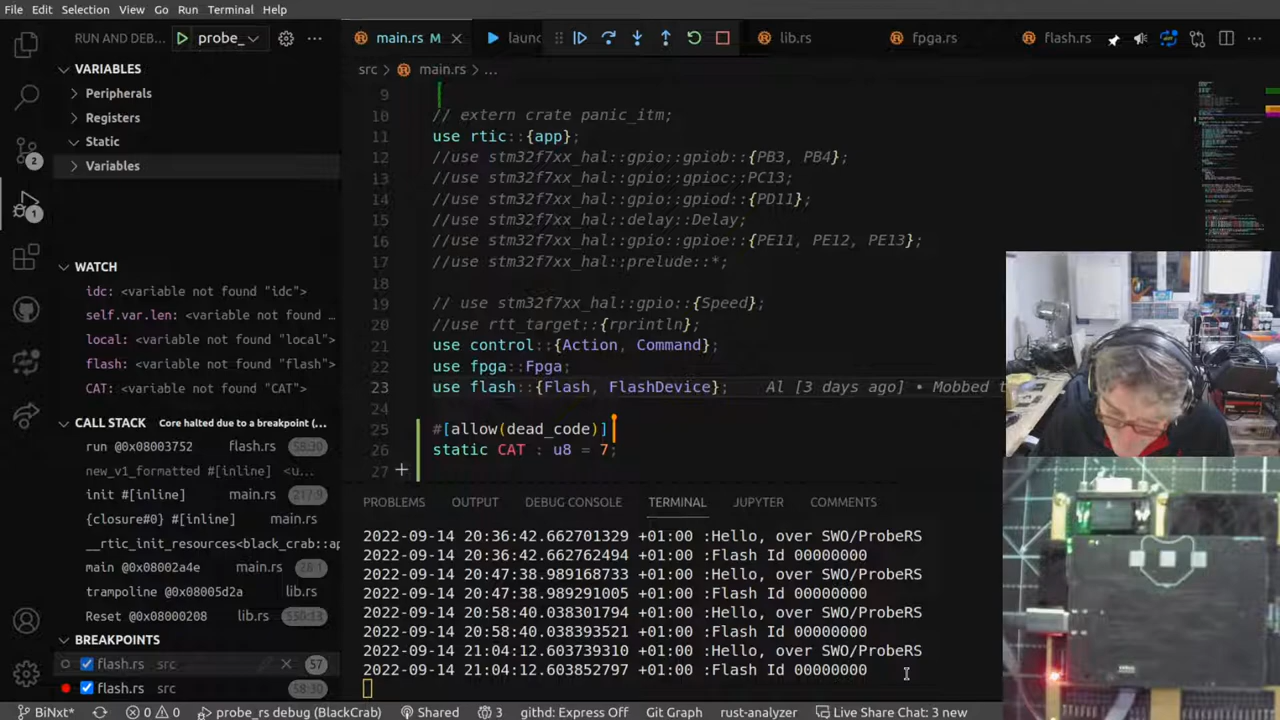 File Edit Selection View Go Run Terminal Help
RUN AND DEB... probe_ ···
main.rs M launc lib.rs fpga.rs flash.rs ···
src > main.rs > ...
VARIABLES
Peripherals
Registers
Static
Variables
WATCH
idc: <variable not found "idc">
self.var.len: <variable not found …
local: <variable not found "local">
flash: <variable not found "flash">
CAT: <variable not found "CAT">
CALL STACK Core halted due to a breakpoint (…
run @0x08003752 flash.rs 58:30
new_v1_formatted #[inline] <u…
init #[inline] main.rs 217:9
{closure#0} #[inline] main.rs
__rtic_init_resources<black_crab::ap
main @0x08002a4e main.rs 28:1
trampoline @0x08005d2a lib.rs
Reset @0x08000208 lib.rs 550:13
BREAKPOINTS
flash.rs src 57
flash.rs src 58:30
9
10 // extern crate panic_itm;
11 use rtic::{app};
12 //use stm32f7xx_hal::gpio::gpiob::{PB3, PB4};
13 //use stm32f7xx_hal::gpio::gpioc::PC13;
14 //use stm32f7xx_hal::gpio::gpiod::{PD11};
15 //use stm32f7xx_hal::delay::Delay;
16 //use stm32f7xx_hal::gpio::gpioe::{PE11, PE12, PE13};
17 //use stm32f7xx_hal::prelude::*;
18
19 // use stm32f7xx_hal::gpio::{Speed};
20 //use rtt_target::{rprintln};
21 use control::{Action, Command};
22 use fpga::Fpga;
23 use flash::{Flash, FlashDevice}; Al [3 days ago] • Mobbed t
24
25 #[allow(dead_code)]
26 static CAT : u8 = 7;
27
PROBLEMS OUTPUT DEBUG CONSOLE TERMINAL JUPYTER COMMENTS
2022-09-14 20:36:42.662701329 +01:00 :Hello, over SWO/ProbeRS
2022-09-14 20:36:42.662762494 +01:00 :Flash Id 00000000
2022-09-14 20:47:38.989168733 +01:00 :Hello, over SWO/ProbeRS
2022-09-14 20:47:38.989291005 +01:00 :Flash Id 00000000
2022-09-14 20:58:40.038301794 +01:00 :Hello, over SWO/ProbeRS
2022-09-14 20:58:40.038393521 +01:00 :Flash Id 00000000
2022-09-14 21:04:12.603739310 +01:00 :Hello, over SWO/ProbeRS
2022-09-14 21:04:12.603852797 +01:00 :Flash Id 00000000
2
1
BiNxt* 0 0 probe_rs debug (BlackCrab) Shared 3 githd: Express Off Git Graph rust-analyzer Live Share Chat: 3 new